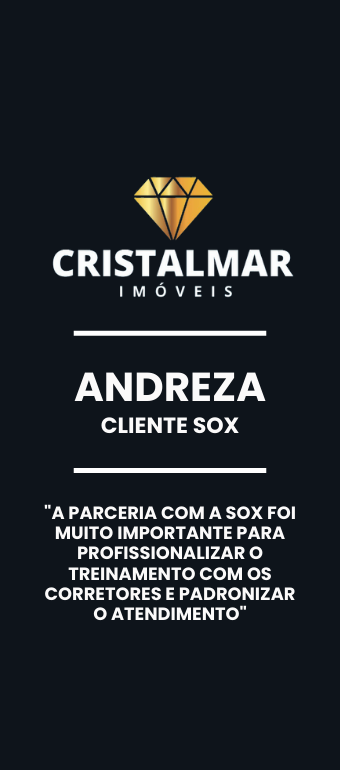 CRISTALMAR
IMÓVEIS
ANDREZA
CLIENTE SOX
"A PARCERIA COM A SOX FOI
MUITO IMPORTANTE PARA
PROFISSIONALIZAR O
TREINAMENTO COM OS
CORRETORES E PADRONIZAR
O ATENDIMENTO"